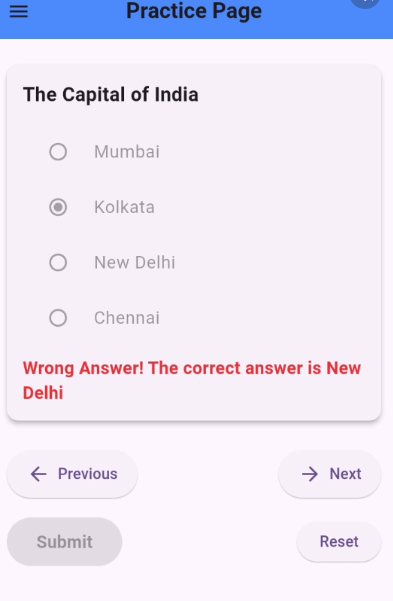 Practice Page
The Capital of India
Mumbai
Kolkata
New Delhi
Chennai
Wrong Answer! The correct answer is New
Delhi
Previous
Next
Submit
Reset